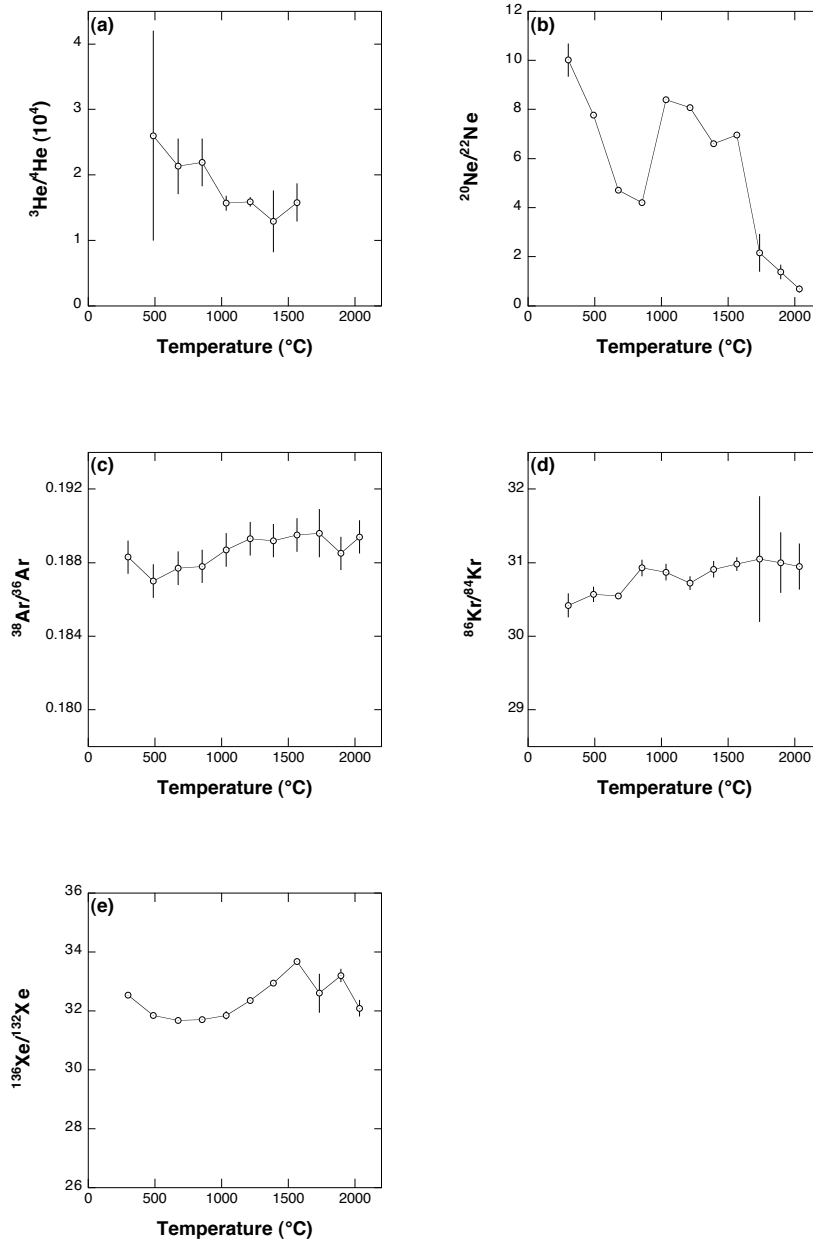 (a)
4
3
2
1
0
³He/⁴He (10⁴)
0 500 1000 1500 2000
Temperature (°C)
(b)
12
10
8
6
4
2
0
²⁰Ne/²²Ne
0 500 1000 1500 2000
Temperature (°C)
(c)
0.192
0.188
0.184
0.180
³⁸Ar/³⁶Ar
0 500 1000 1500 2000
Temperature (°C)
(d)
32
31
30
29
⁸⁶Kr/⁸⁴Kr
0 500 1000 1500 2000
Temperature (°C)
(e)
36
34
32
30
28
26
¹³⁶Xe/¹³²Xe
0 500 1000 1500 2000
Temperature (°C)